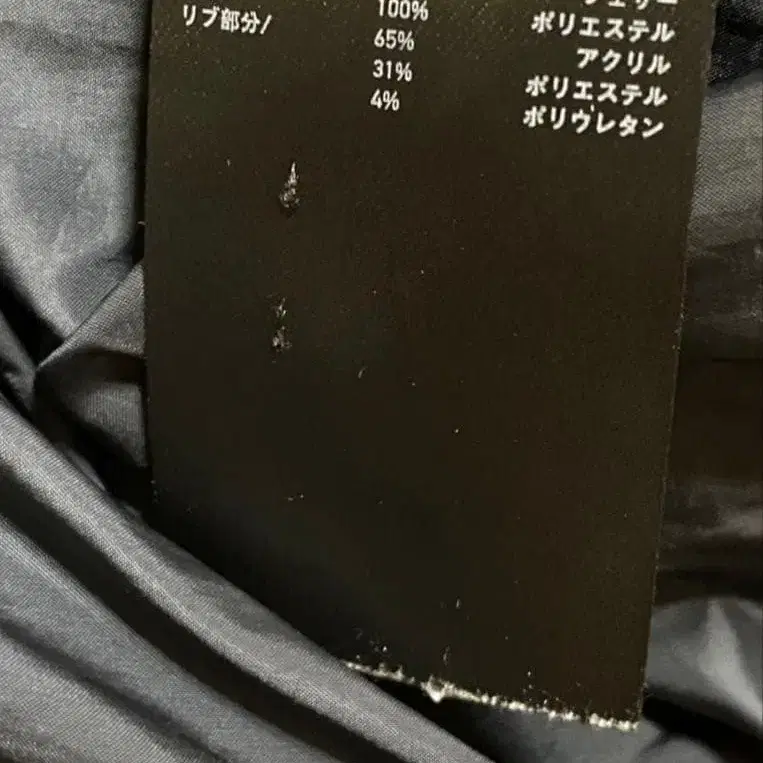 100% ポリエステル
リブ部分/ 65% アクリル
31% ポリエステル
4% ポリウレタン